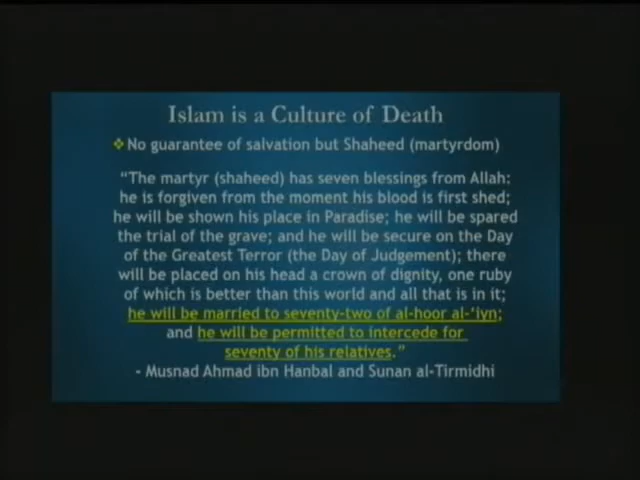 Islam is a Culture of Death
❖No guarantee of salvation but Shaheed (martyrdom)
“The martyr (shaheed) has seven blessings from Allah:
he is forgiven from the moment his blood is first shed;
he will be shown his place in Paradise; he will be spared
the trial of the grave; and he will be secure on the Day
of the Greatest Terror (the Day of Judgement); there
will be placed on his head a crown of dignity, one ruby
of which is better than this world and all that is in it;
he will be married to seventy-two of al-hoor al-‘iyn;
and he will be permitted to intercede for
seventy of his relatives.”
- Musnad Ahmad ibn Hanbal and Sunan al-Tirmidhi